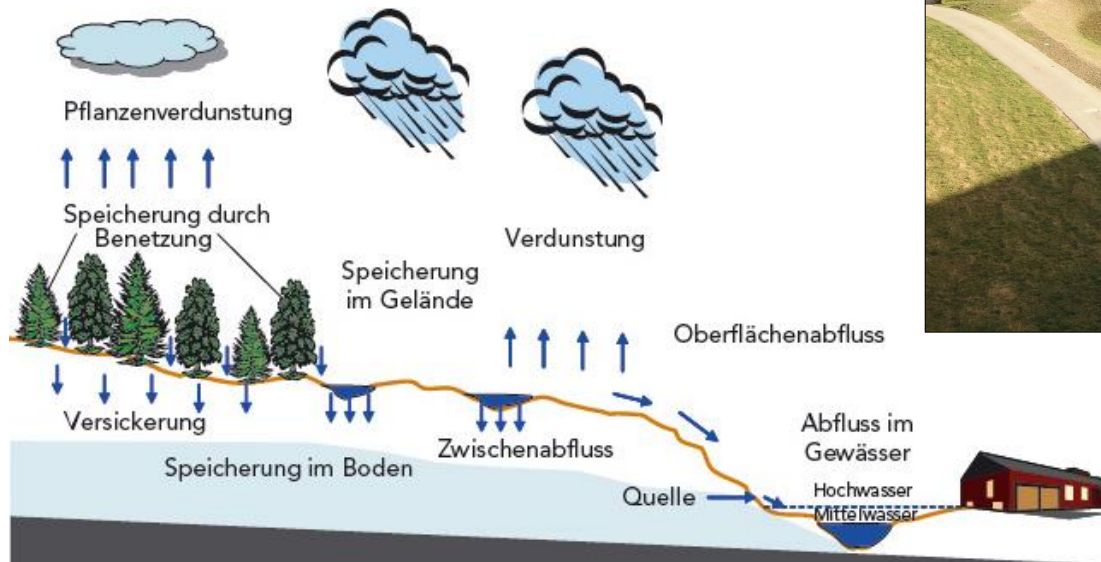 Pflanzenverdunstung
Speicherung durch
Benetzung
Verdunstung
Speicherung
im Gelände
Oberflächenabfluss
Versickerung
Zwischenabfluss
Abfluss im
Gewässer
Speicherung im Boden
Quelle
Hochwasser
Mittelwasser